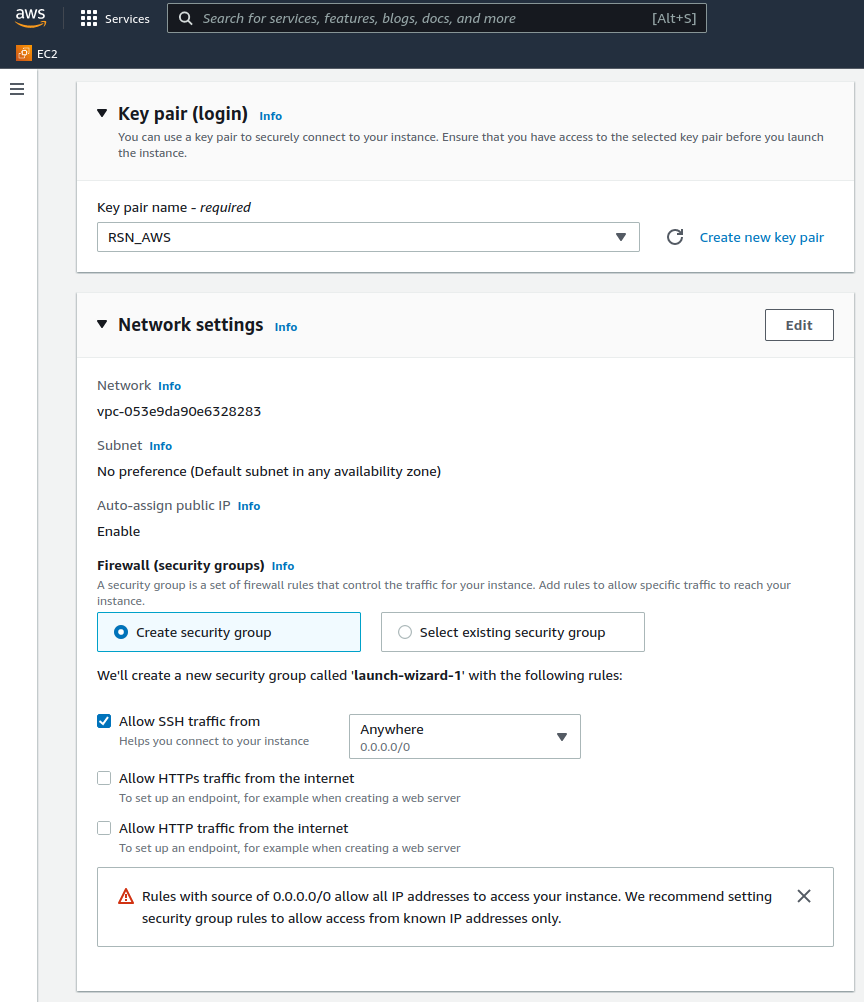 aws
Services
Search for services, features, blogs, docs, and more
[Alt+S]
EC2
Key pair (login) Info
You can use a key pair to securely connect to your instance. Ensure that you have access to the selected key pair before you launch
the instance.
Key pair name - required
RSN_AWS
Create new key pair
Network settings Info
Edit
Network Info
vpc-053e9da90e6328283
Subnet Info
No preference (Default subnet in any availability zone)
Auto-assign public IP Info
Enable
Firewall (security groups) Info
A security group is a set of firewall rules that control the traffic for your instance. Add rules to allow specific traffic to reach your
instance.
Create security group
Select existing security group
We'll create a new security group called 'launch-wizard-1' with the following rules:
Allow SSH traffic from
Helps you connect to your instance
Anywhere
0.0.0.0/0
Allow HTTPs traffic from the internet
To set up an endpoint, for example when creating a web server
Allow HTTP traffic from the internet
To set up an endpoint, for example when creating a web server
Rules with source of 0.0.0.0/0 allow all IP addresses to access your instance. We recommend setting
security group rules to allow access from known IP addresses only.